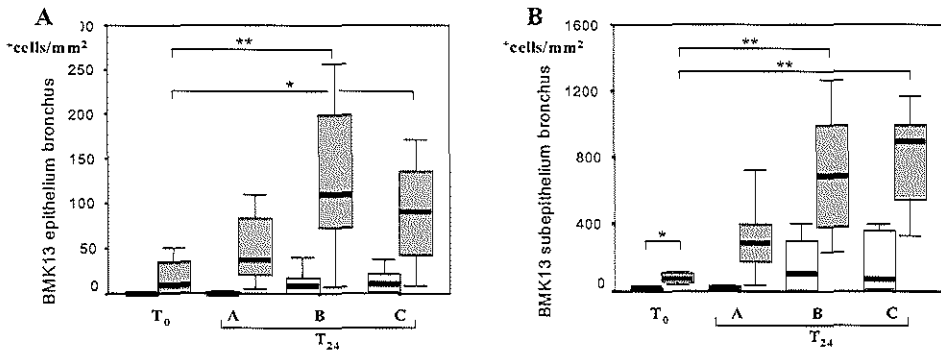 A
+cells/mm²
BMK13 epithelium bronchus
300
250
200
150
100
50
0
**
*
T₀
A
B
C
T₂₄
B
+cells/mm²
BMK13 subepithelium bronchus
1600
1200
800
400
0
**
**
*
T₀
A
B
C
T₂₄